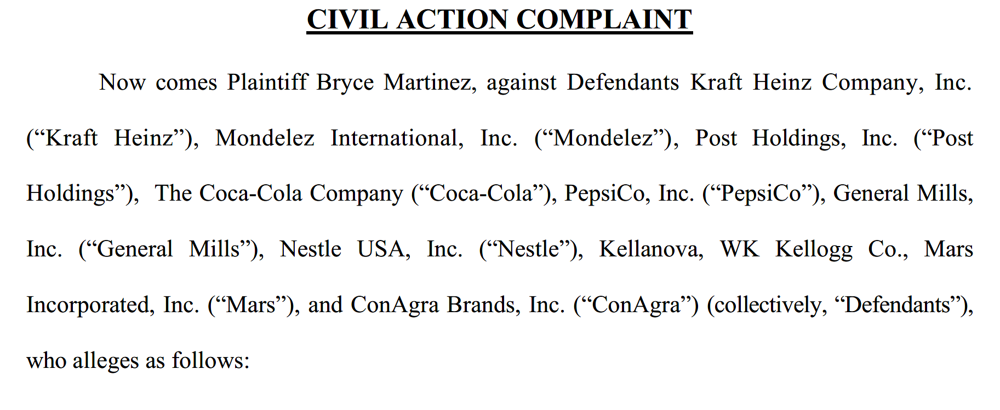 CIVIL ACTION COMPLAINT
Now comes Plaintiff Bryce Martinez, against Defendants Kraft Heinz Company, Inc.
(“Kraft Heinz”), Mondelez International, Inc. (“Mondelez”), Post Holdings, Inc. (“Post
Holdings”),  The Coca-Cola Company (“Coca-Cola”), PepsiCo, Inc. (“PepsiCo”), General Mills,
Inc. (“General Mills”), Nestle USA, Inc. (“Nestle”), Kellanova, WK Kellogg Co., Mars
Incorporated, Inc. (“Mars”), and ConAgra Brands, Inc. (“ConAgra”) (collectively, “Defendants”),
who alleges as follows: